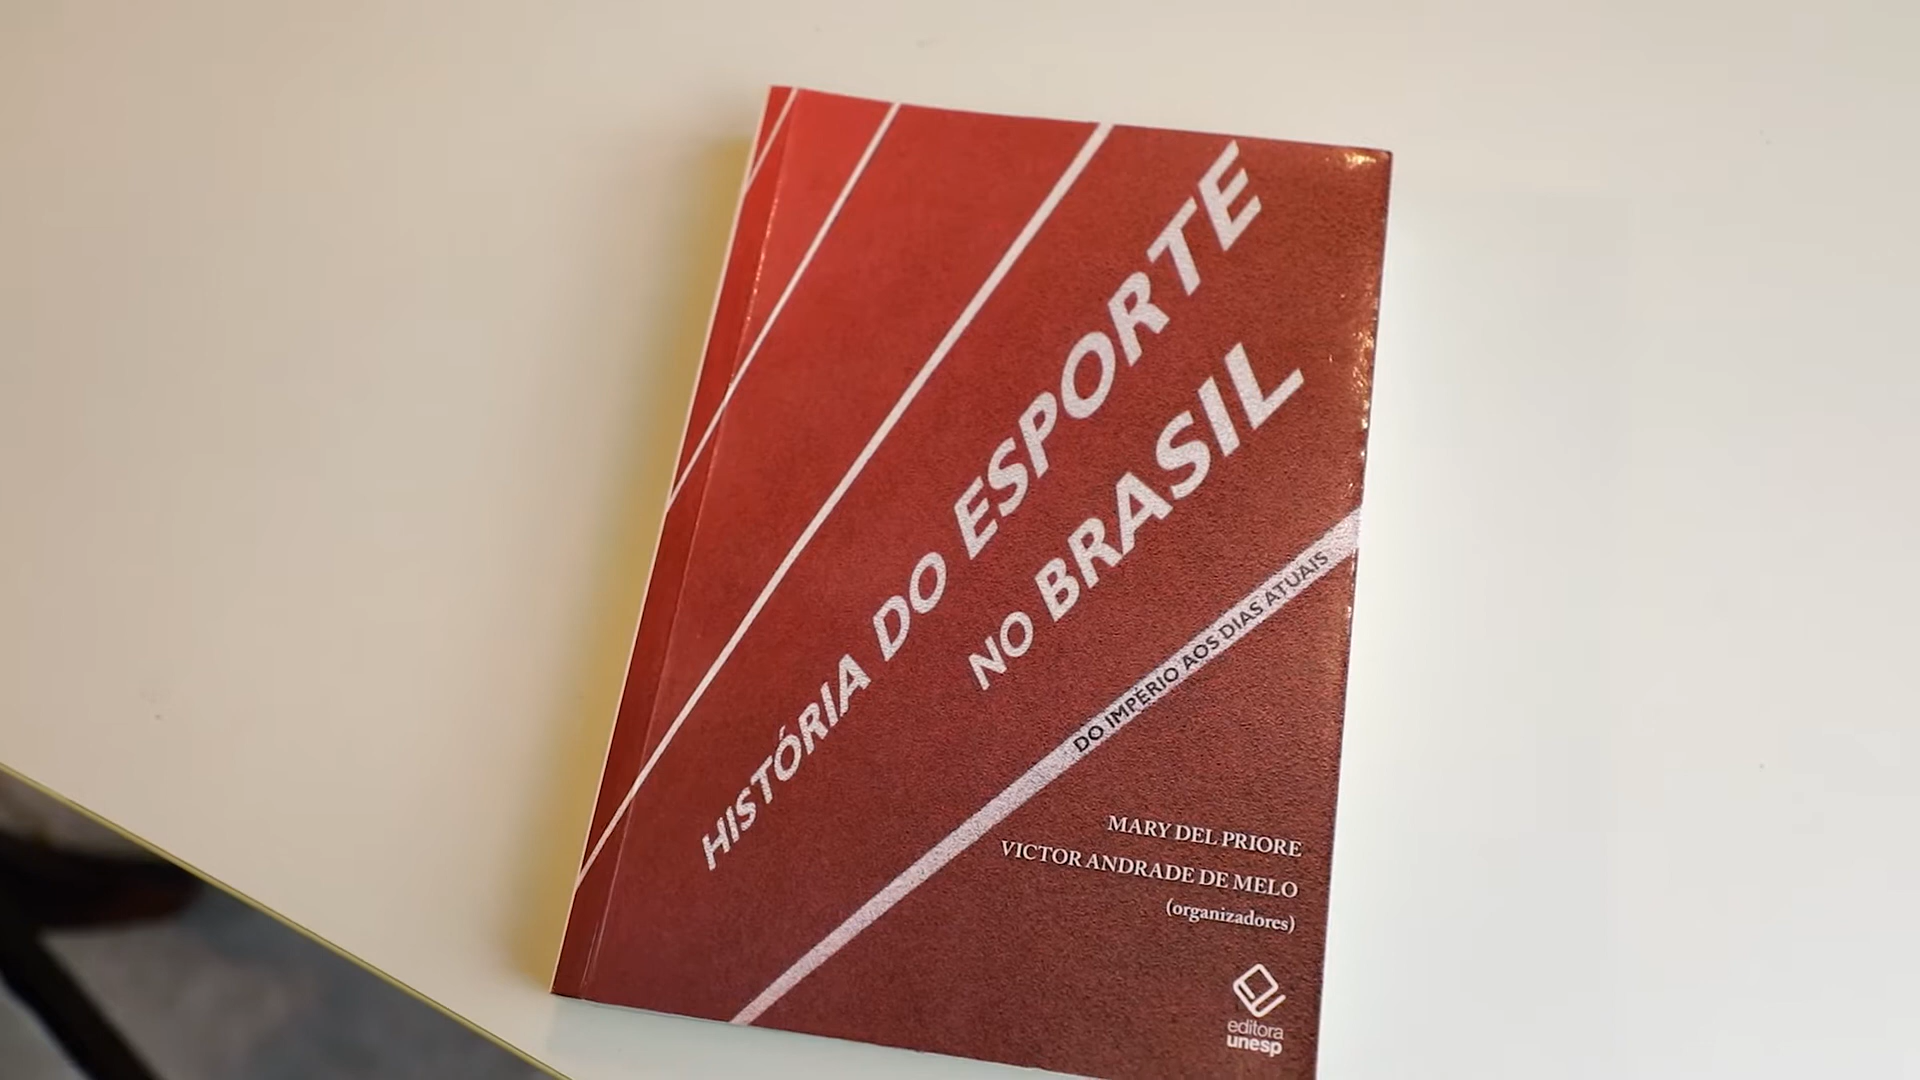 HISTÓRIA DO ESPORTE
NO BRASIL
DO IMPÉRIO AOS DIAS ATUAIS
MARY DEL PRIORE
VICTOR ANDRADE DE MELO
(organizadores)
editora
unesp